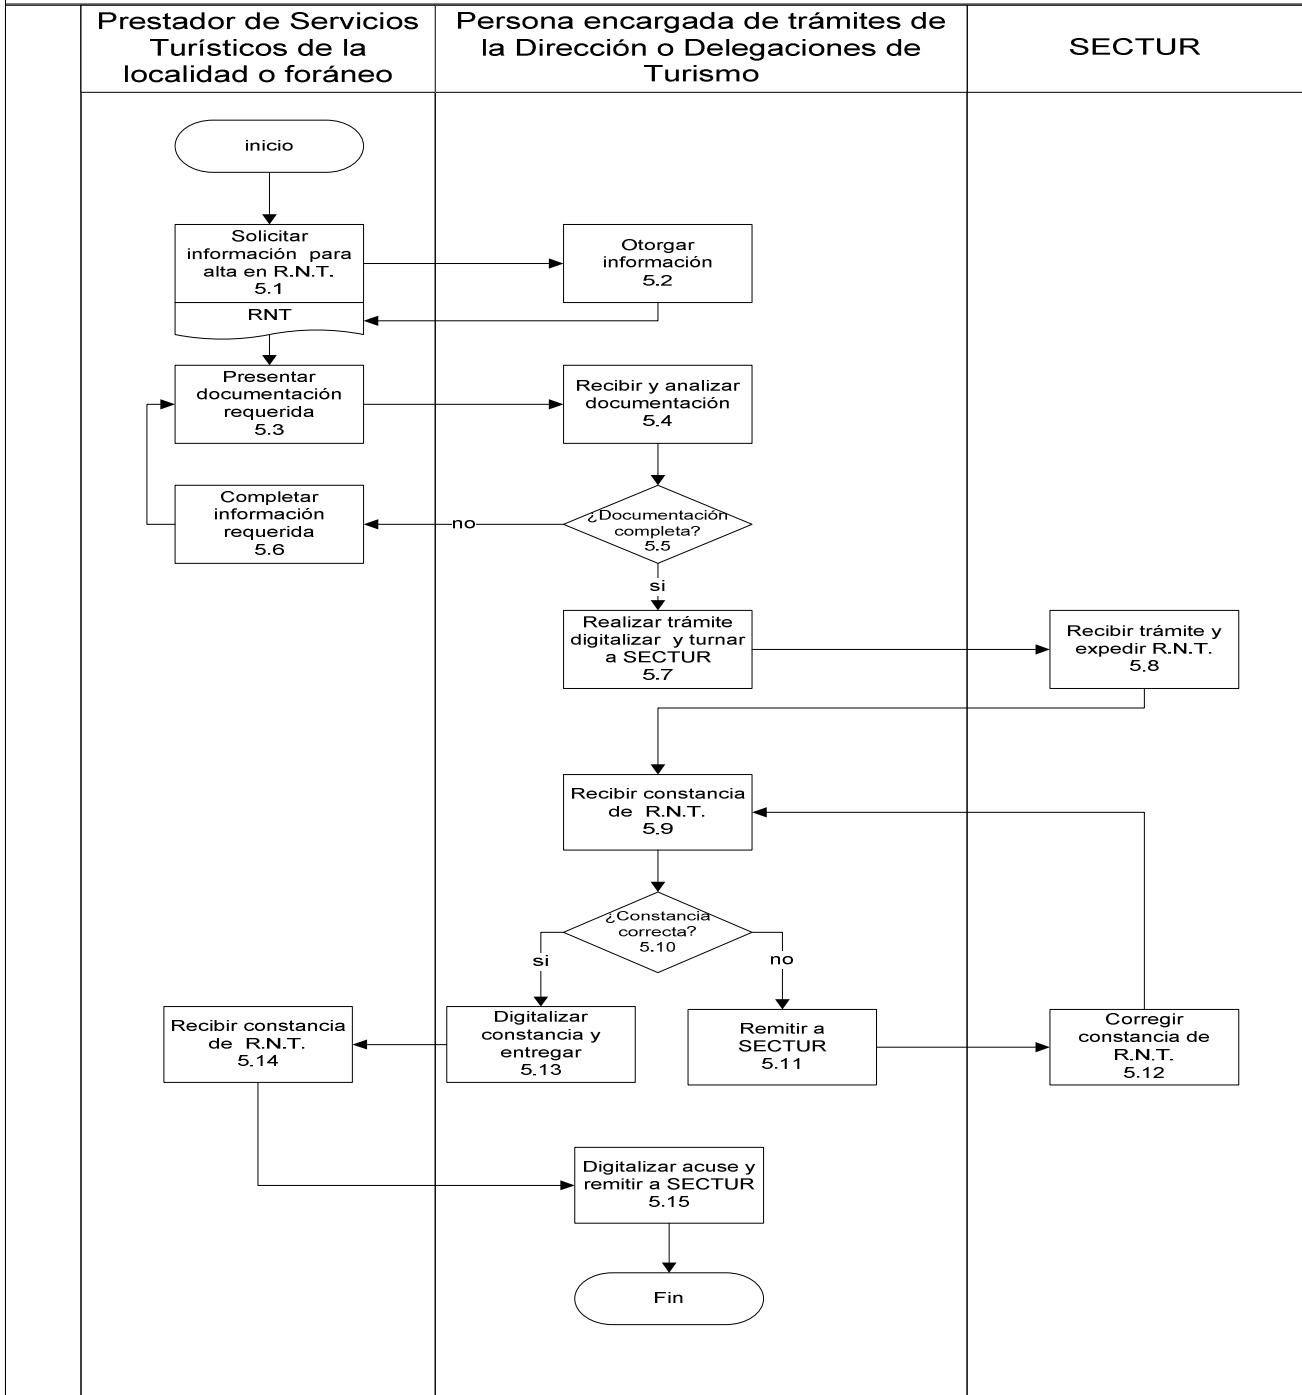 Prestador de Servicios
Turísticos de la
localidad o foráneo
Persona encargada de trámites de
la Dirección o Delegaciones de
Turismo
SECTUR
inicio
Solicitar
información para
alta en R.N.T.
5.1
RNT
Otorgar
información
5.2
Presentar
documentación
requerida
5.3
Recibir y analizar
documentación
5.4
Completar
información
requerida
5.6
no
¿Documentación
completa?
5.5
si
Realizar trámite
digitalizar y turnar
a SECTUR
5.7
Recibir trámite y
expedir R.N.T.
5.8
Recibir constancia
de R.N.T.
5.9
¿Constancia
correcta?
5.10
si
no
Recibir constancia
de R.N.T.
5.14
Digitalizar
constancia y
entregar
5.13
Remitir a
SECTUR
5.11
Corregir
constancia de
R.N.T.
5.12
Digitalizar acuse y
remitir a SECTUR
5.15
Fin